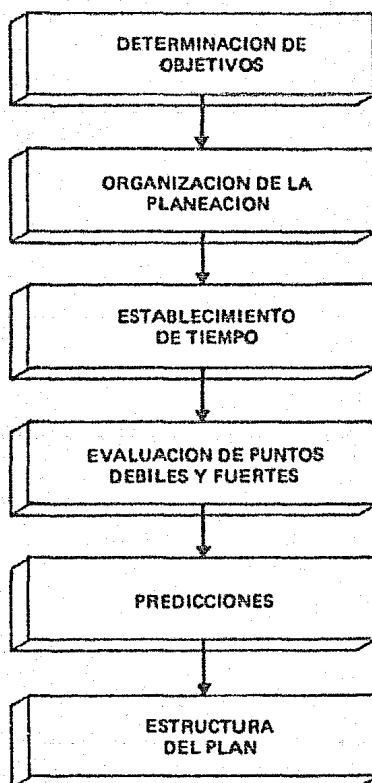 DETERMINACION DE
OBJETIVOS
ORGANIZACION DE LA
PLANEACION
ESTABLECIMIENTO
DE TIEMPO
EVALUACION DE PUNTOS
DEBILES Y FUERTES
PREDICCIONES
ESTRUCTURA
DEL PLAN